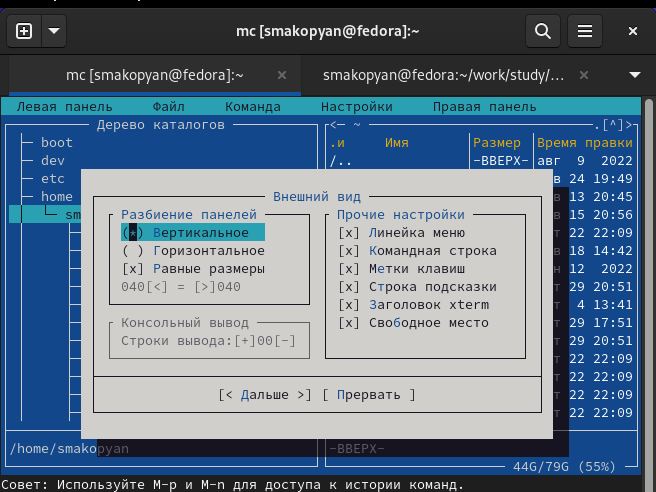 mc [smakopyan@fedora]:~
mc [smakopyan@fedora]:~
smakopyan@fedora:~/work/study/…
Левая панель Файл Команда Настройки Правая панель
Дерево каталогов
<— ~ .[^]>
boot
dev
etc
home
sm
.и Имя Размер Время правки
/.. -ВВЕРХ- авг 9 2022
в 24 19:49
в 13 20:45
в 15 20:56
т 22 22:09
в 18 14:42
н 12 2022
т 29 20:51
т 4 13:41
т 29 17:51
т 29 20:51
т 22 22:09
т 22 22:09
т 22 22:09
т 22 22:09
Внешний вид
Разбиение панелей
(*) Вертикальное
( ) Горизонтальное
[x] Равные размеры
040[<] = [>]040
Консольный вывод
Строки вывода:[+]00[-]
Прочие настройки
[x] Линейка меню
[x] Командная строка
[x] Метки клавиш
[x] Строка подсказки
[x] Заголовок xterm
[x] Свободное место
[< Дальше >] [ Прервать ]
/home/smakopyan
-ВВЕРХ-
44G/79G (55%)
Совет: Используйте M-p и M-n для доступа к истории команд.